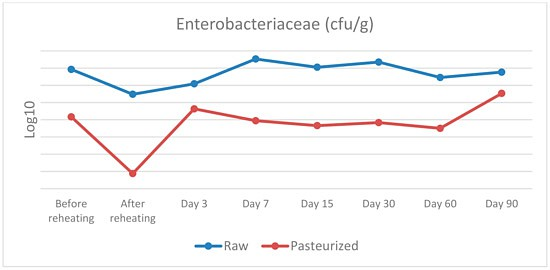 Enterobacteriaceae (cfu/g)
Log10
Before After Day 3 Day 7 Day 15 Day 30 Day 60 Day 90
reheating reheating
Raw Pasteurized